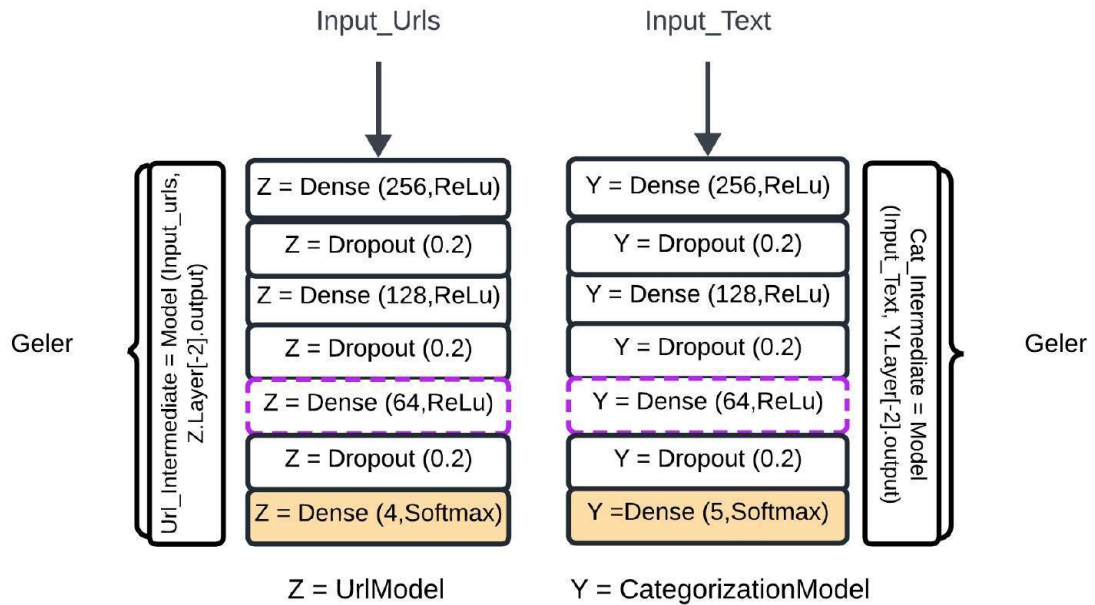 Input_Urls
Input_Text
Geler
Url_Intermediate = Model (Input_urls,
Z.Layer[-2].output)
Z = Dense (256,ReLu)
Z = Dropout (0.2)
Z = Dense (128,ReLu)
Z = Dropout (0.2)
Z = Dense (64,ReLu)
Z = Dropout (0.2)
Z = Dense (4,Softmax)
Z = UrlModel
Y = Dense (256,ReLu)
Y = Dropout (0.2)
Y = Dense (128,ReLu)
Y = Dropout (0.2)
Y = Dense (64,ReLu)
Y = Dropout (0.2)
Y =Dense (5,Softmax)
Y = CategorizationModel
Cat_Intermediate = Model
(Input_Text, Y.Layer[-2].output)
Geler